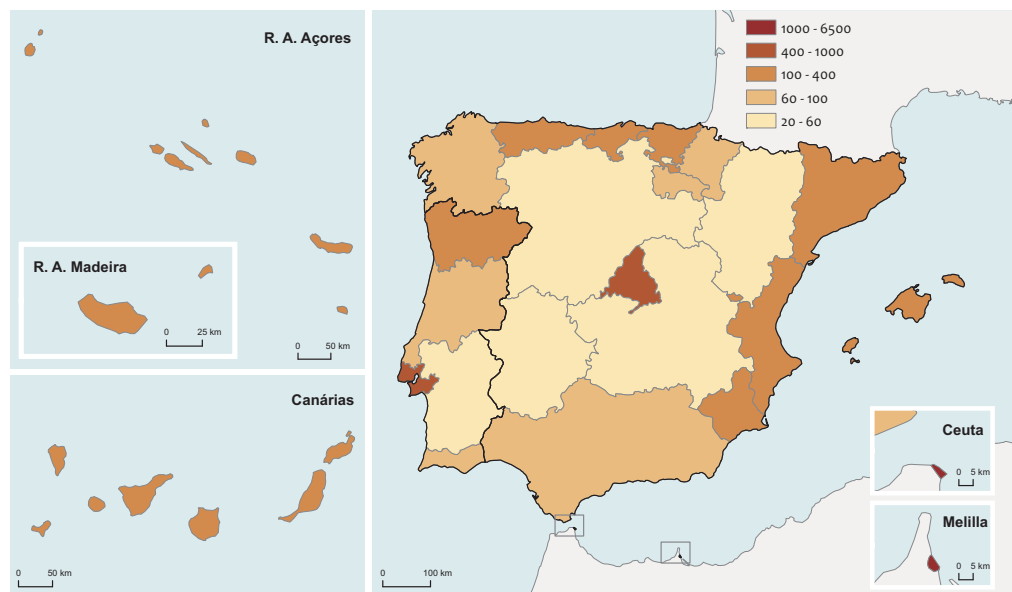 R. A. Açores
R. A. Madeira
0 25 km
0 50 km
Canárias
0 50 km
1000 - 6500
400 - 1000
100 - 400
60 - 100
20 - 60
0 100 km
Ceuta
0 5 km
Melilla
0 5 km